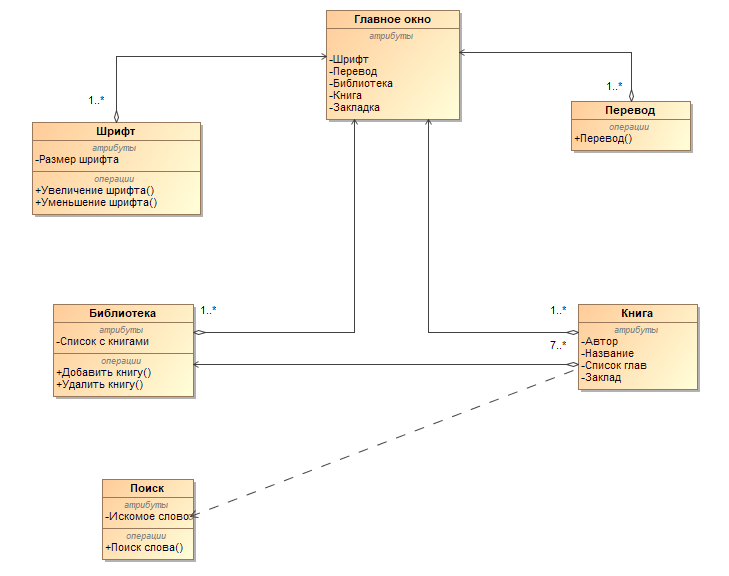 Главное окно
атрибуты
-Шрифт
-Перевод
-Библиотека
-Книга
-Закладка
1..*
Шрифт
атрибуты
-Размер шрифта
операции
+Увеличение шрифта()
+Уменьшение шрифта()
1..*
Перевод
операции
+Перевод()
1..*
Библиотека
атрибуты
-Список с книгами
операции
+Добавить книгу()
+Удалить книгу()
1..*
7..*
Книга
атрибуты
-Автор
-Название
-Список глав
-Заклад
Поиск
атрибуты
-Искомое слово
операции
+Поиск слова()